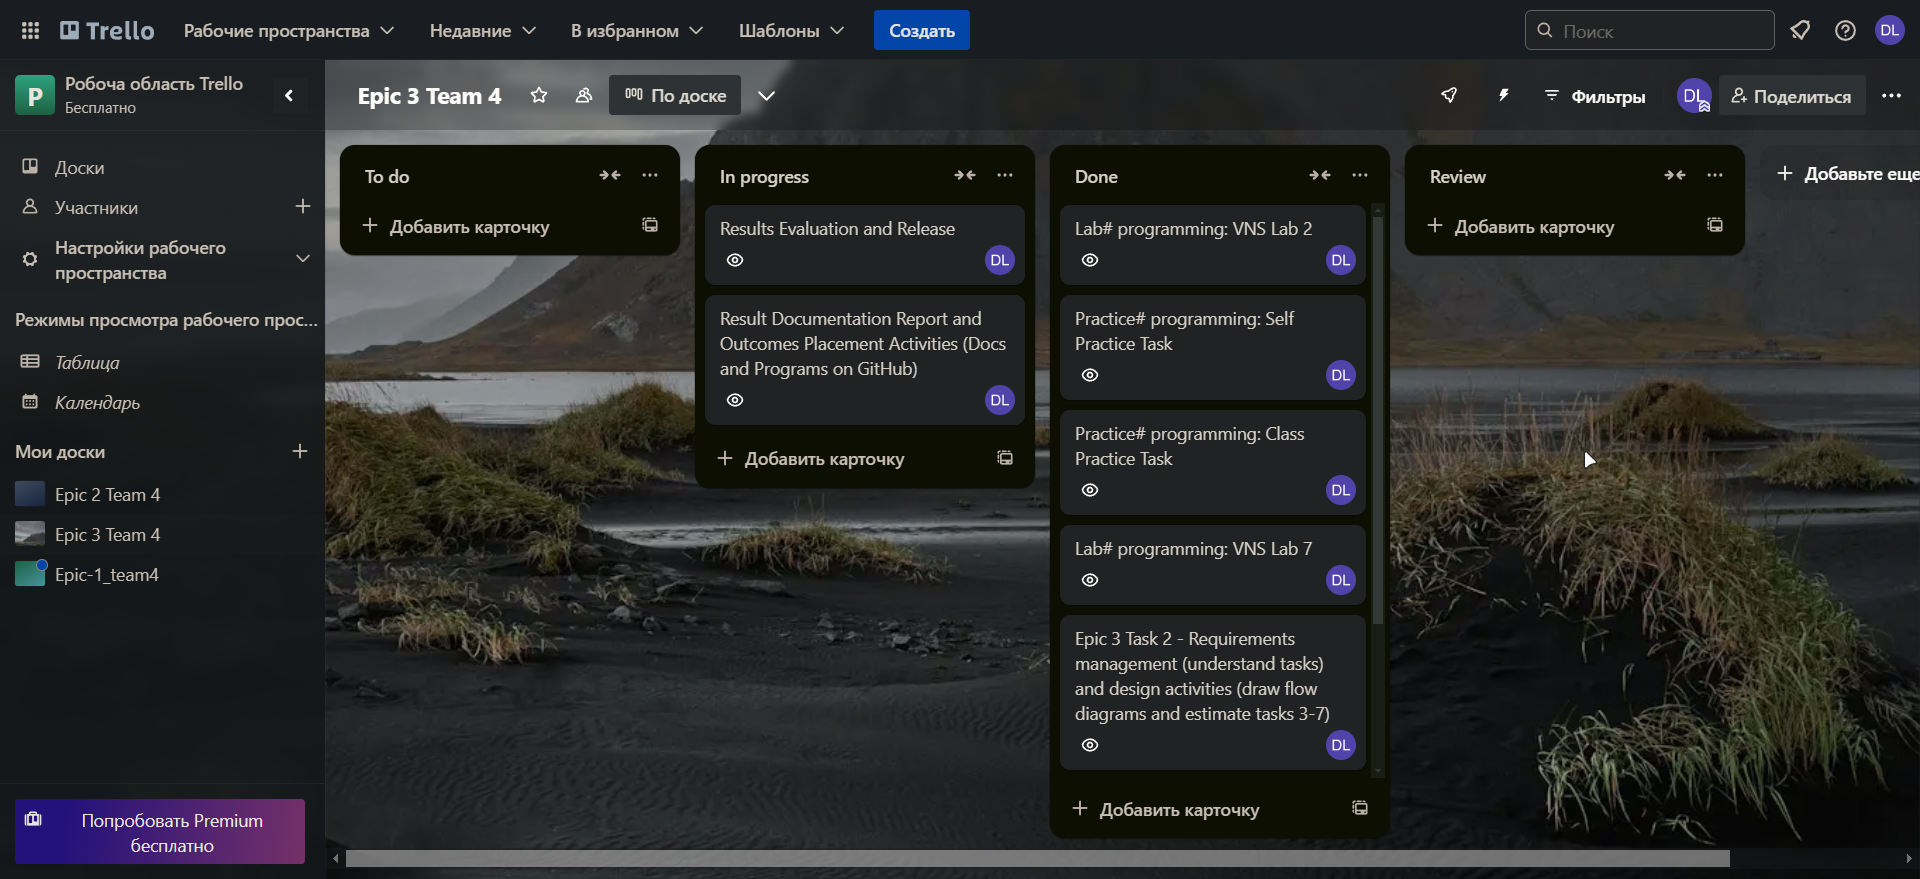 Trello
Рабочие пространства
Недавние
В избранном
Шаблоны
Создать
Поиск
DL
P
Робоча область Trello
Бесплатно
Epic 3 Team 4
По доске
Фильтры
DL
Поделиться
Доски
Участники
Настройки рабочего
пространства
Режимы просмотра рабочего прос...
Таблица
Календарь
Мои доски
Epic 2 Team 4
Epic 3 Team 4
Epic-1_team4
Попробовать Premium
бесплатно
To do
Добавить карточку
In progress
Results Evaluation and Release
DL
Result Documentation Report and
Outcomes Placement Activities (Docs
and Programs on GitHub)
DL
Добавить карточку
Done
Lab# programming: VNS Lab 2
DL
Practice# programming: Self
Practice Task
DL
Practice# programming: Class
Practice Task
DL
Lab# programming: VNS Lab 7
DL
Epic 3 Task 2 - Requirements
management (understand tasks)
and design activities (draw flow
diagrams and estimate tasks 3-7)
DL
Добавить карточку
Review
Добавить карточку
Добавьте еще